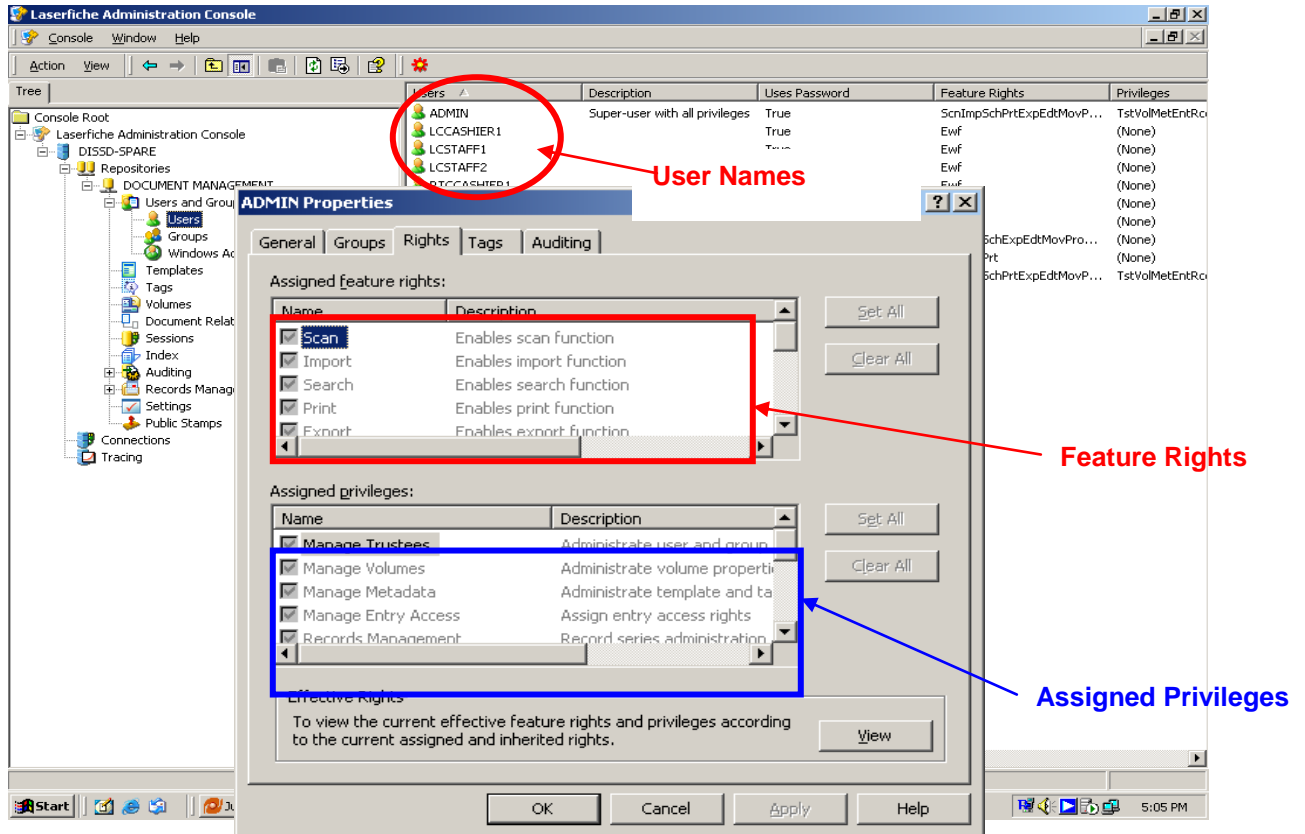 Laserfiche Administration Console
Console Window Help
Action View
Tree
Users Description Uses Password Feature Rights Privileges
Console Root
Laserfiche Administration Console
DISSD-SPARE
Repositories
DOCUMENT MANAGEMENT
Users and Grou
Users
Groups
Windows Ac
Templates
Tags
Volumes
Document Relat
Sessions
Index
Auditing
Records Manag
Settings
Public Stamps
Connections
Tracing
ADMIN Super-user with all privileges True ScnImpSchPrtExpEdtMovP... TstVolMetEntRc
LCCASHIER1 True Ewf (None)
LCSTAFF1 True Ewf (None)
LCSTAFF2 Ewf (None)
Ewf (None)
(None)
(None)
SchExpEdtMovPro... (None)
Prt (None)
SchPrtExpEdtMovP... TstVolMetEntRc
User Names
ADMIN Properties
General Groups Rights Tags Auditing
Assigned feature rights:
Name Description
Scan Enables scan function
Import Enables import function
Search Enables search function
Print Enables print function
Export Enables export function
Set All
Clear All
Feature Rights
Assigned privileges:
Name Description
Manage Trustees Administrate user and group
Manage Volumes Administrate volume properti
Manage Metadata Administrate template and ta
Manage Entry Access Assign entry access rights
Records Management Record series administration
Set All
Clear All
Assigned Privileges
Effective Rights
To view the current effective feature rights and privileges according
to the current assigned and inherited rights.
View
OK Cancel Apply Help
Start
5:05 PM